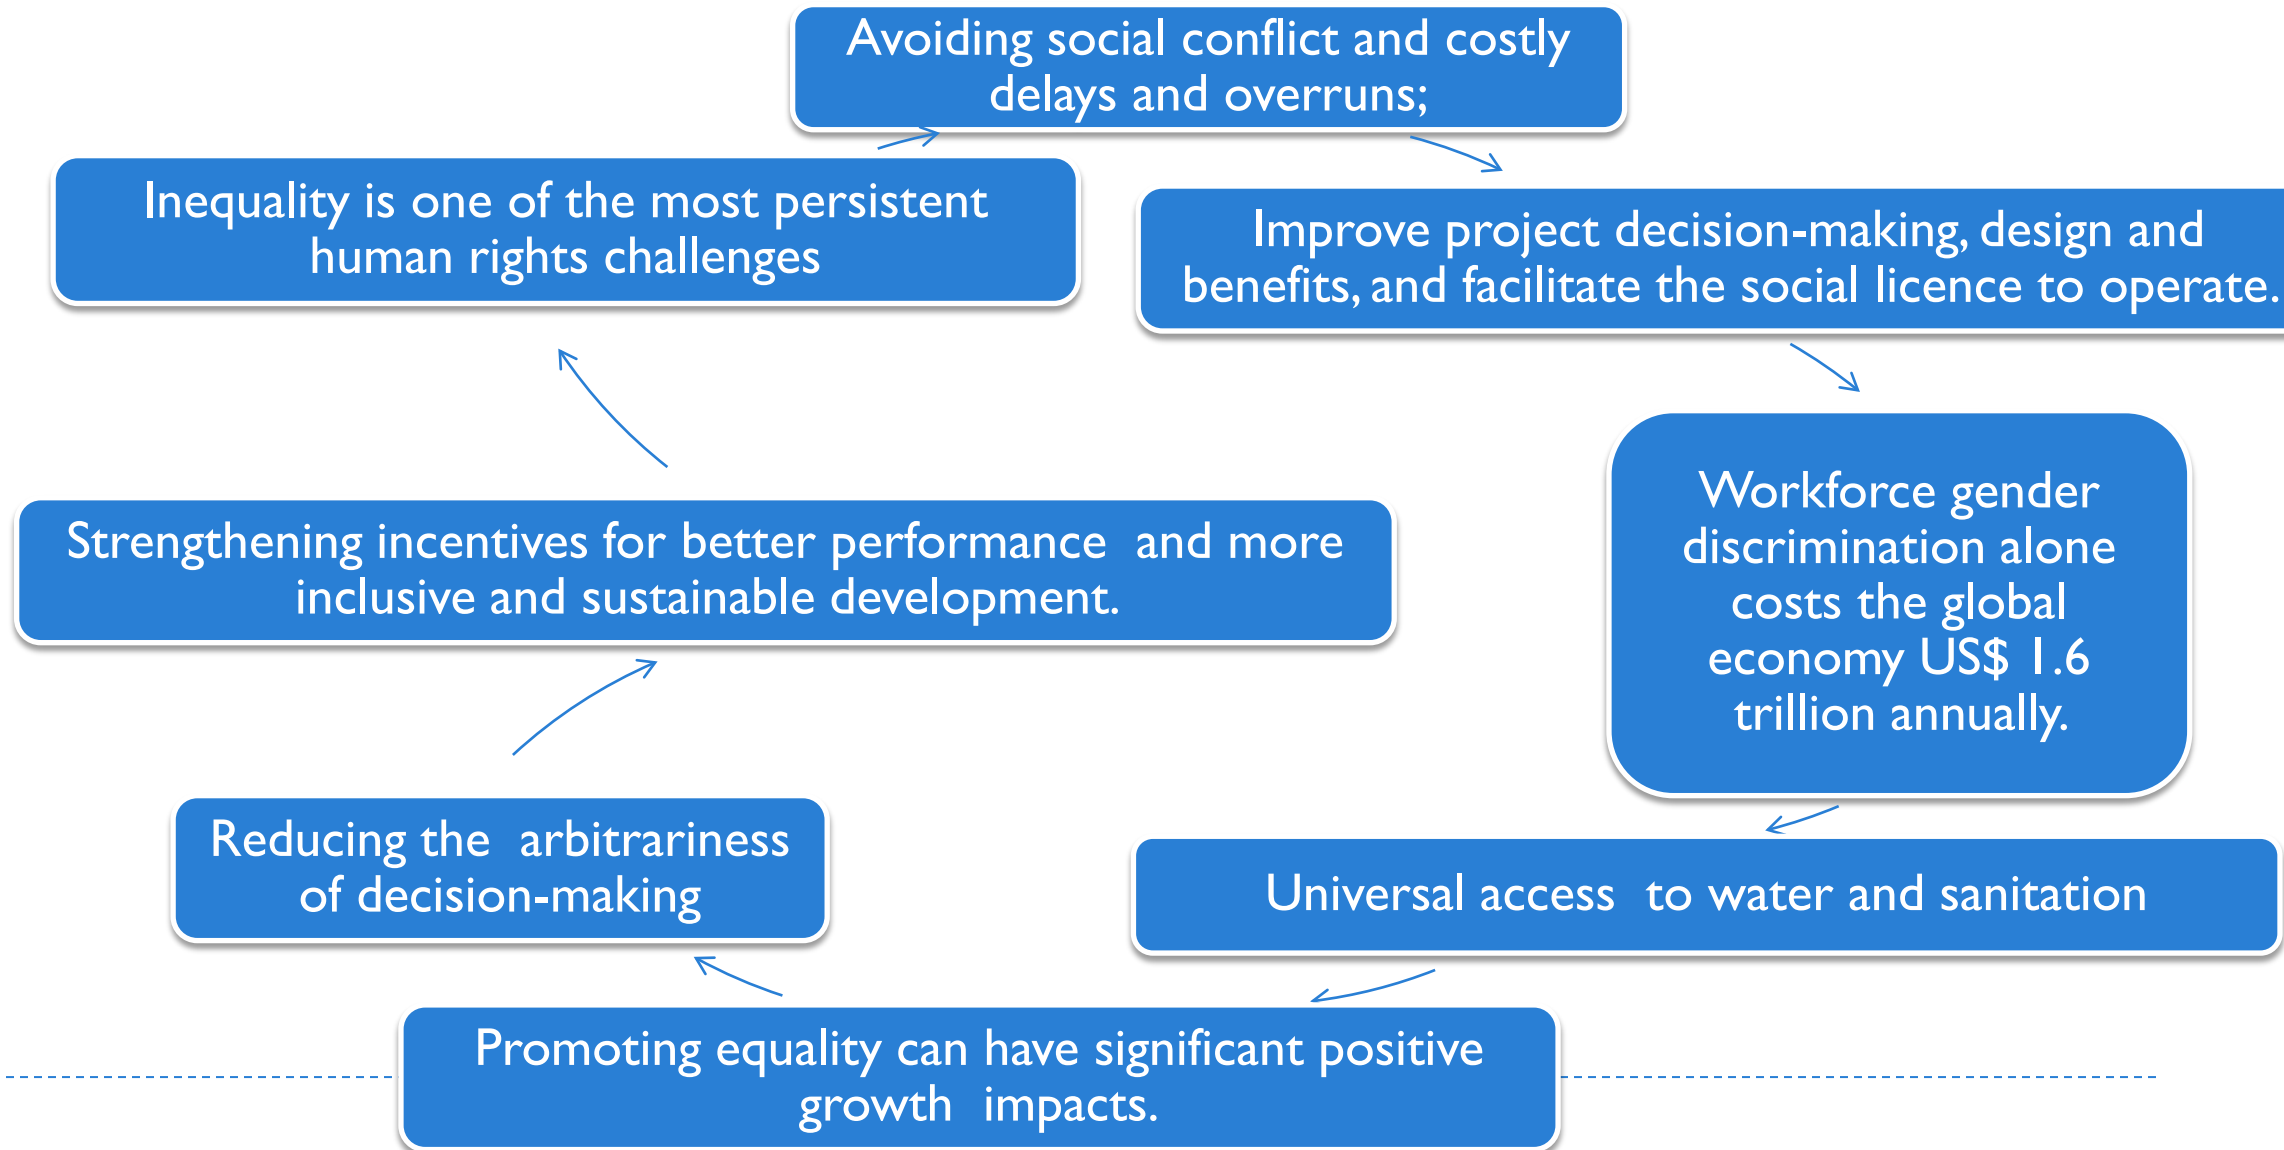 Avoiding social conflict and costly
delays and overruns;
Improve project decision-making, design and
benefits, and facilitate the social licence to operate.
Workforce gender
discrimination alone
costs the global
economy US$ 1.6
trillion annually.
Universal access  to water and sanitation
Promoting equality can have significant positive
growth  impacts.
Reducing the  arbitrariness
of decision-making
Strengthening incentives for better performance  and more
inclusive and sustainable development.
Inequality is one of the most persistent
human rights challenges